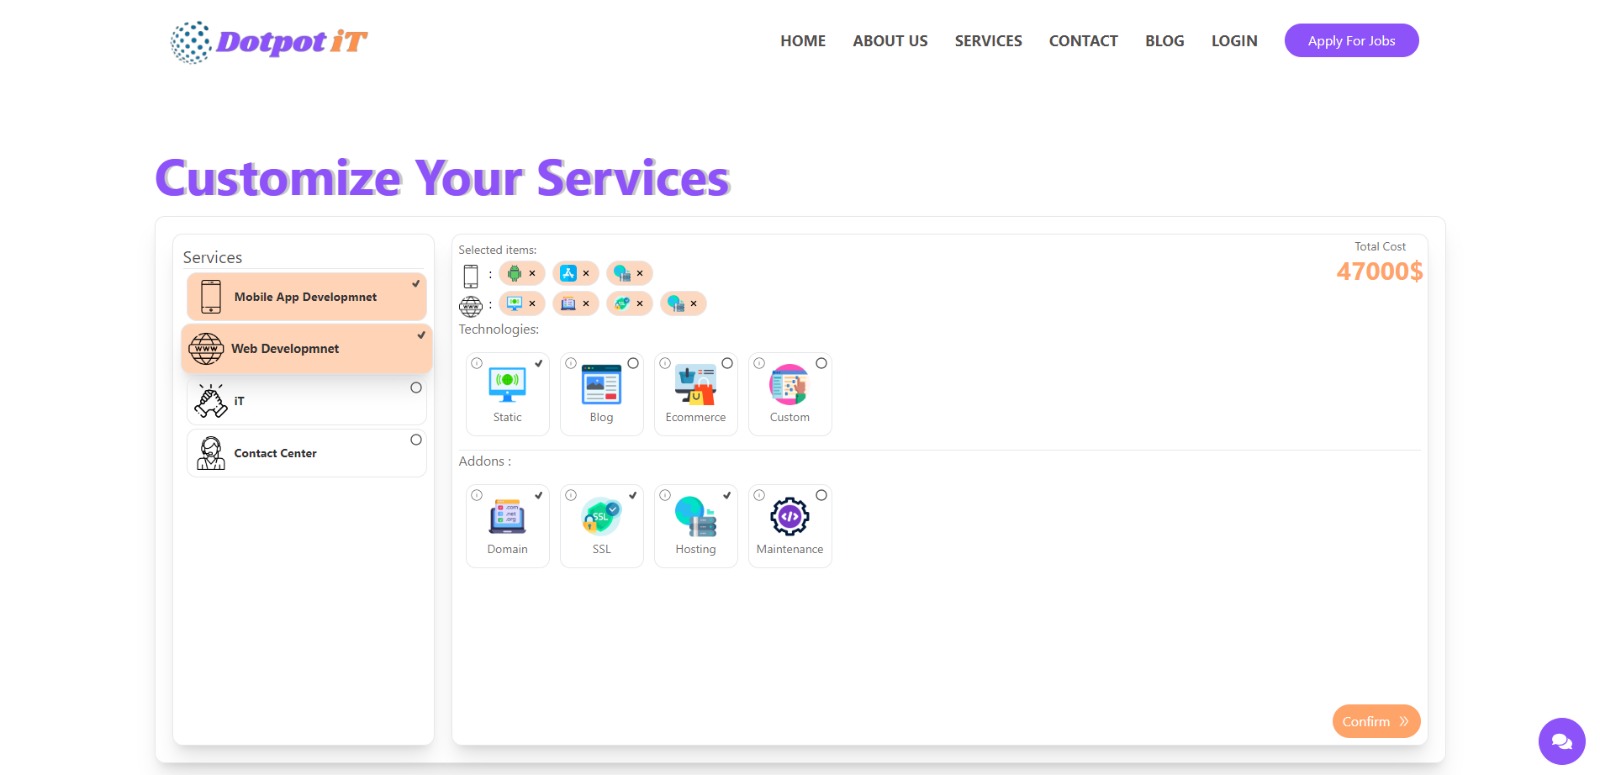 Dotpot iT
HOME ABOUT US SERVICES CONTACT BLOG LOGIN Apply For Jobs
Customize Your Services
Services
Mobile App Developmnet
Web Developmnet
iT
Contact Center
Selected items:
Total Cost
47000$
: × × ×
www : × × × ×
Technologies:
Static Blog Ecommerce Custom
Addons :
Domain SSL Hosting Maintenance
Confirm »